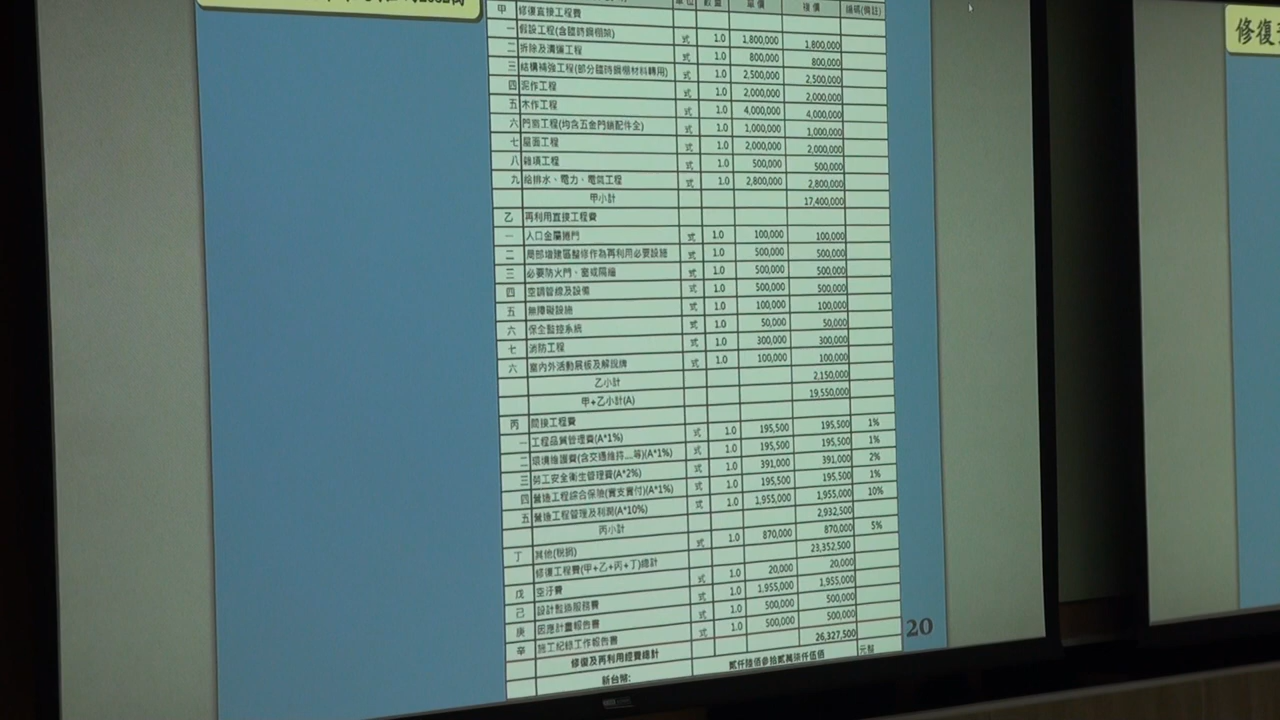 單位 數量 單價 複價 編碼(備註)
甲 修復直接工程費
一 假設工程(含臨時鋼棚架) 式 1.0 1,800,000 1,800,000
二 拆除及清運工程 式 1.0 800,000 800,000
三 結構補強工程(部分臨時鋼棚材料轉用) 式 1.0 2,500,000 2,500,000
四 泥作工程 式 1.0 2,000,000 2,000,000
五 木作工程 式 1.0 4,000,000 4,000,000
六 門窗工程(均含五金門鎖配件全) 式 1.0 1,000,000 1,000,000
七 屋面工程 式 1.0 2,000,000 2,000,000
八 雜項工程 式 1.0 500,000 500,000
九 給排水、電力、電氣工程 式 1.0 2,800,000 2,800,000
甲小計 17,400,000
乙 再利用直接工程費
一 入口金屬捲門 式 1.0 100,000 100,000
二 局部增建區整修作為再利用必要設施 式 1.0 500,000 500,000
三 必要防火門、窗或隔牆 式 1.0 500,000 500,000
四 空調管線及設備 式 1.0 500,000 500,000
五 無障礙設施 式 1.0 100,000 100,000
六 保全監控系統 式 1.0 50,000 50,000
七 消防工程 式 1.0 300,000 300,000
六 室內外活動展板及解說牌 式 1.0 100,000 100,000
乙小計 2,150,000
甲+乙小計(A) 19,550,000
丙 間接工程費
一 工程品質管理費(A*1%) 式 1.0 195,500 195,500 1%
二 環境維護費(含交通維持...等)(A*1%) 式 1.0 195,500 195,500 1%
三 勞工安全衛生管理費(A*2%) 式 1.0 391,000 391,000 2%
四 營造工程綜合保險(實支實付)(A*1%) 式 1.0 195,500 195,500 1%
五 營造工程管理及利潤(A*10%) 式 1.0 1,955,000 1,955,000 10%
丙小計 2,932,500
丁 其他(稅捐) 式 1.0 870,000 870,000 5%
修復工程費(甲+乙+丙+丁)總計 23,352,500
戊 空汙費 式 1.0 20,000 20,000
己 設計監造服務費 式 1.0 1,955,000 1,955,000
庚 因應計畫報告書 式 1.0 500,000 500,000
辛 施工紀錄工作報告書 式 1.0 500,000 500,000
修復及再利用經費總計 26,327,500
新台幣: 貳仟陸佰參拾貳萬柒仟伍佰 元整
20
修復